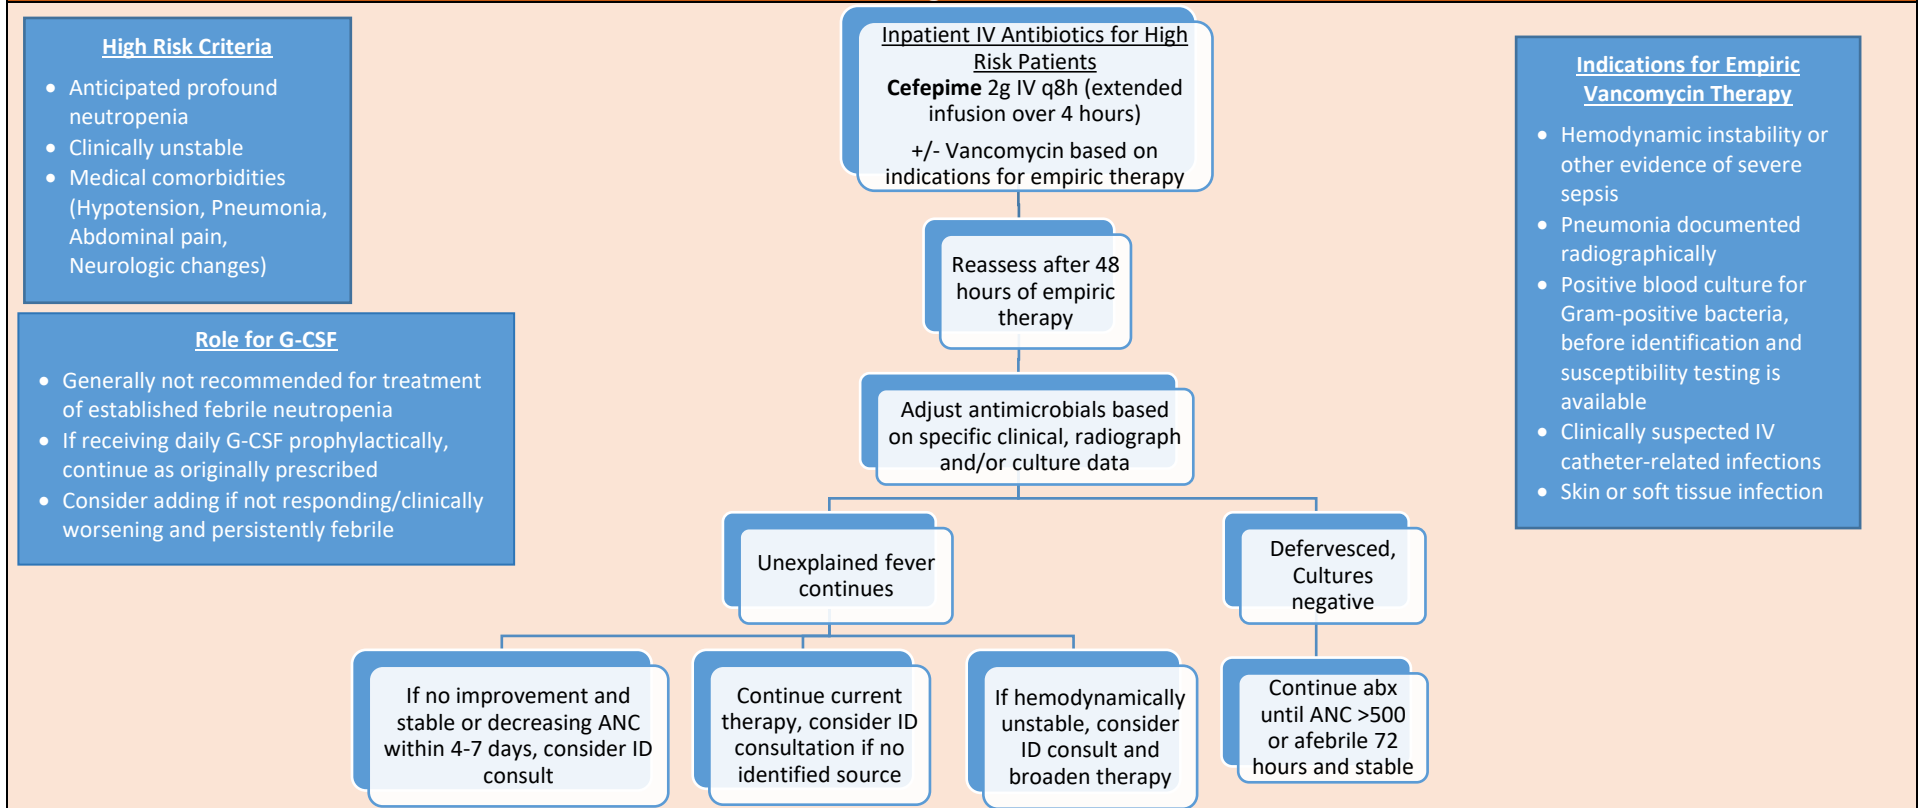 High Risk Criteria
• Anticipated profound
neutropenia
• Clinically unstable
• Medical comorbidities
(Hypotension, Pneumonia,
Abdominal pain,
Neurologic changes)
Role for G-CSF
• Generally not recommended for treatment
of established febrile neutropenia
• If receiving daily G-CSF prophylactically,
continue as originally prescribed
• Consider adding if not responding/clinically
worsening and persistently febrile
Inpatient IV Antibiotics for High
Risk Patients
Cefepime 2g IV q8h (extended
infusion over 4 hours)
+/- Vancomycin based on
indications for empiric therapy
Reassess after 48
hours of empiric
therapy
Adjust antimicrobials based
on specific clinical, radiograph
and/or culture data
Unexplained fever
continues
Defervesced,
Cultures
negative
If no improvement and
stable or decreasing ANC
within 4-7 days, consider ID
consult
Continue current
therapy, consider ID
consultation if no
identified source
If hemodynamically
unstable, consider
ID consult and
broaden therapy
Continue abx
until ANC >500
or afebrile 72
hours and stable
Indications for Empiric
Vancomycin Therapy
• Hemodynamic instability or
other evidence of severe
sepsis
• Pneumonia documented
radiographically
• Positive blood culture for
Gram-positive bacteria,
before identification and
susceptibility testing is
available
• Clinically suspected IV
catheter-related infections
• Skin or soft tissue infection